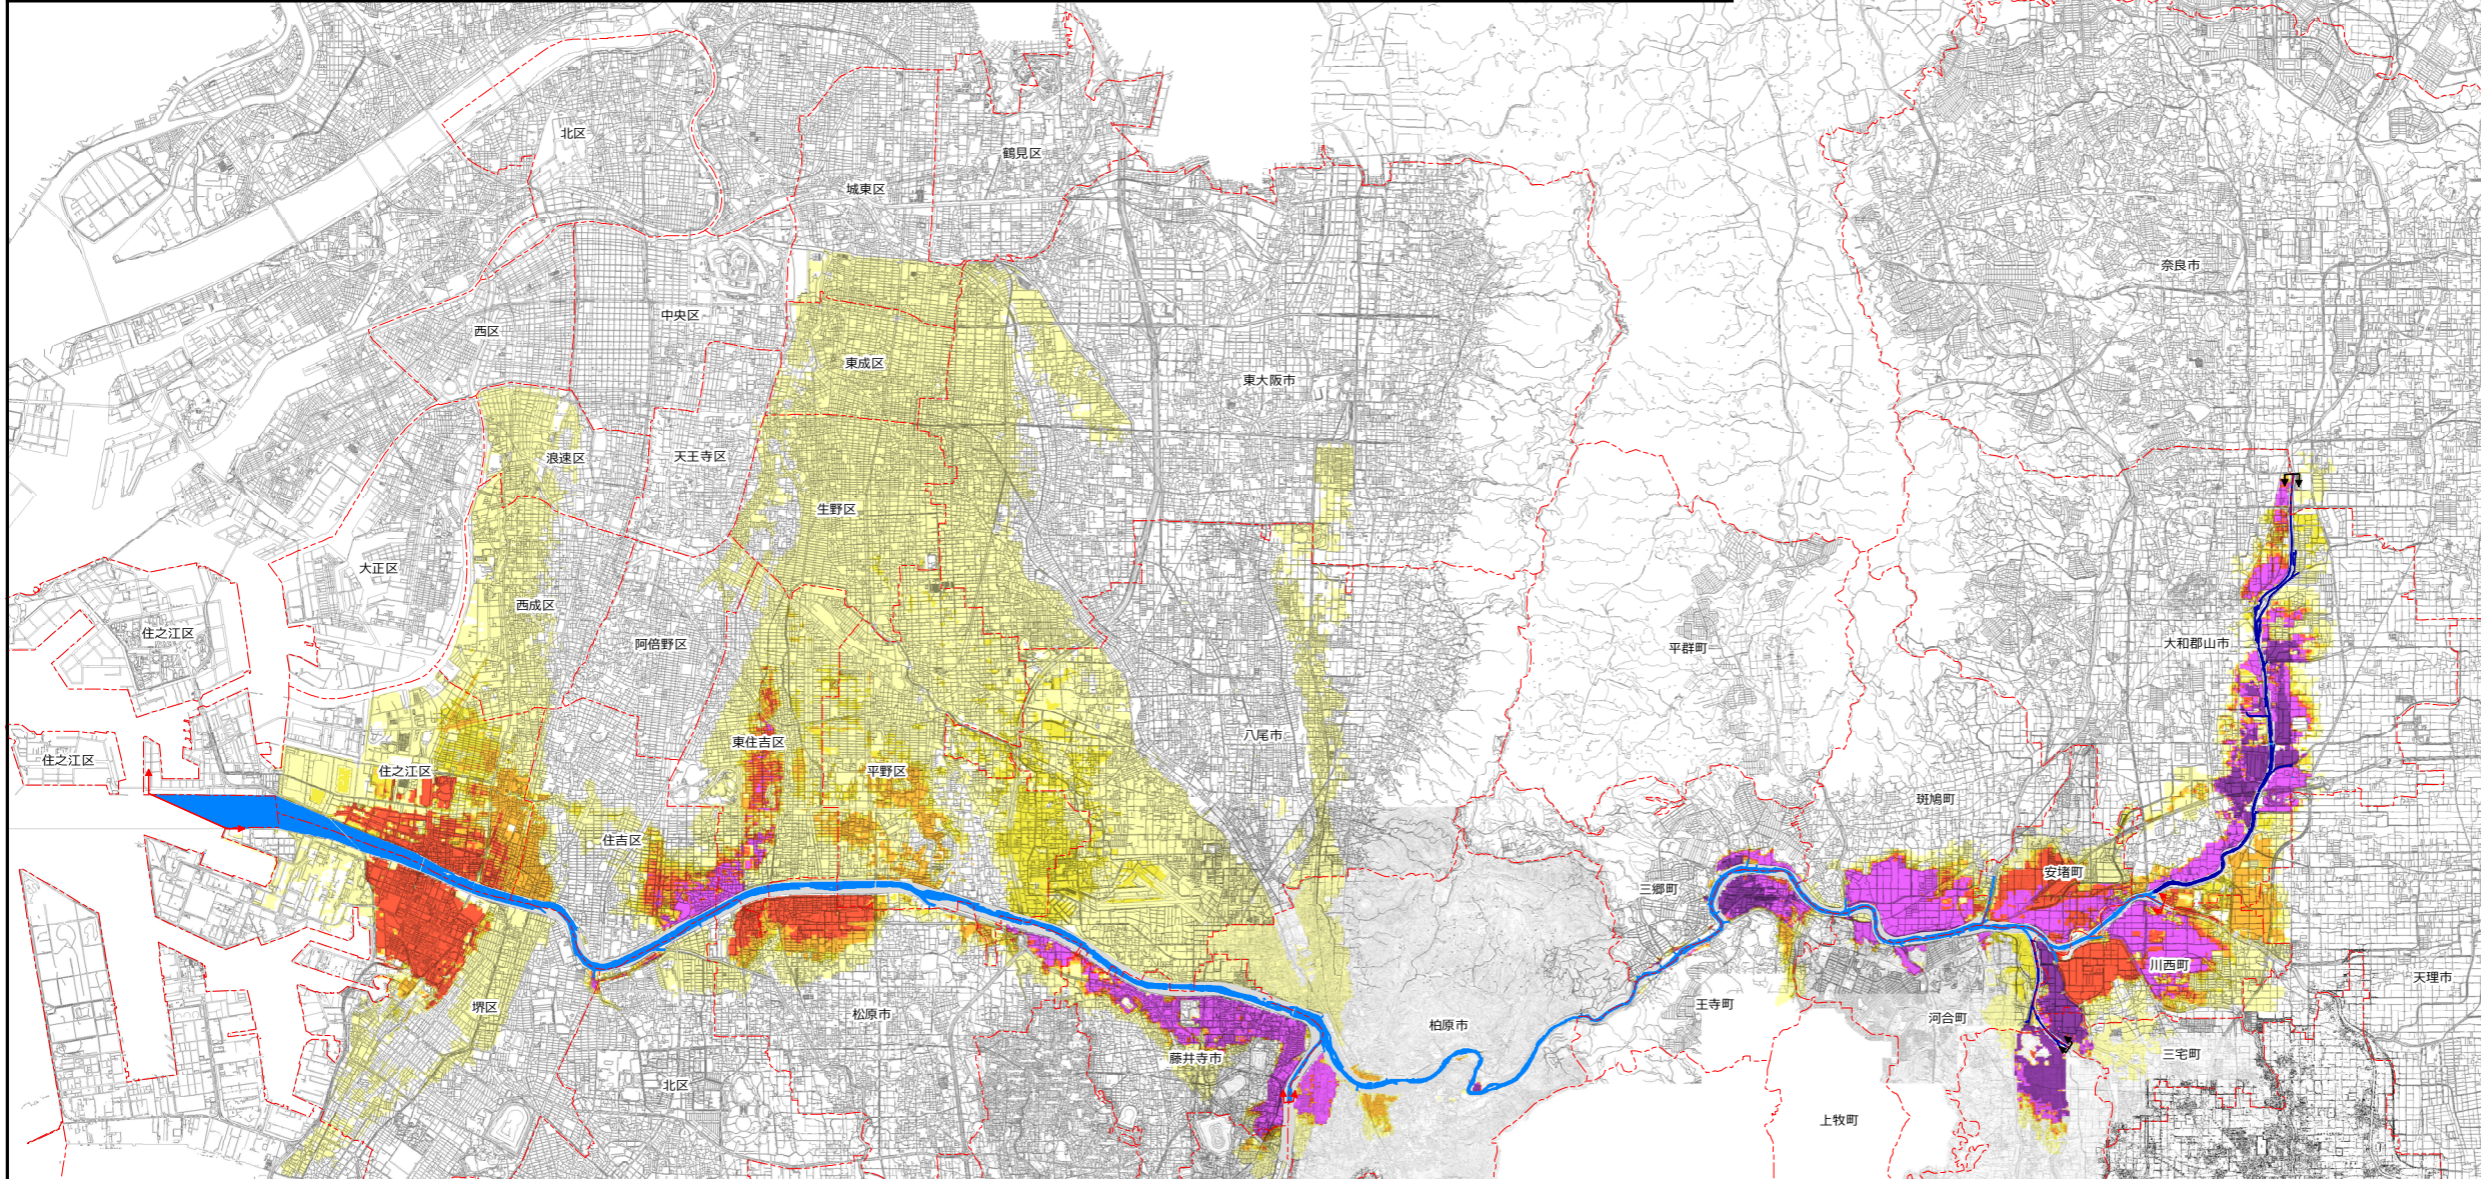 北区
鶴見区
城東区
奈良市
中央区
西区
東成区
東大阪市
天王寺区
浪速区
生野区
大正区
西成区
住之江区
阿倍野区
大和郡山市
平群町
八尾市
東住吉区
住之江区
住之江区
平野区
斑鳩町
住吉区
安堵町
三郷町
川西町
天理市
堺区
王寺町
松原市
河合町
柏原市
三宅町
藤井寺市
北区
上牧町